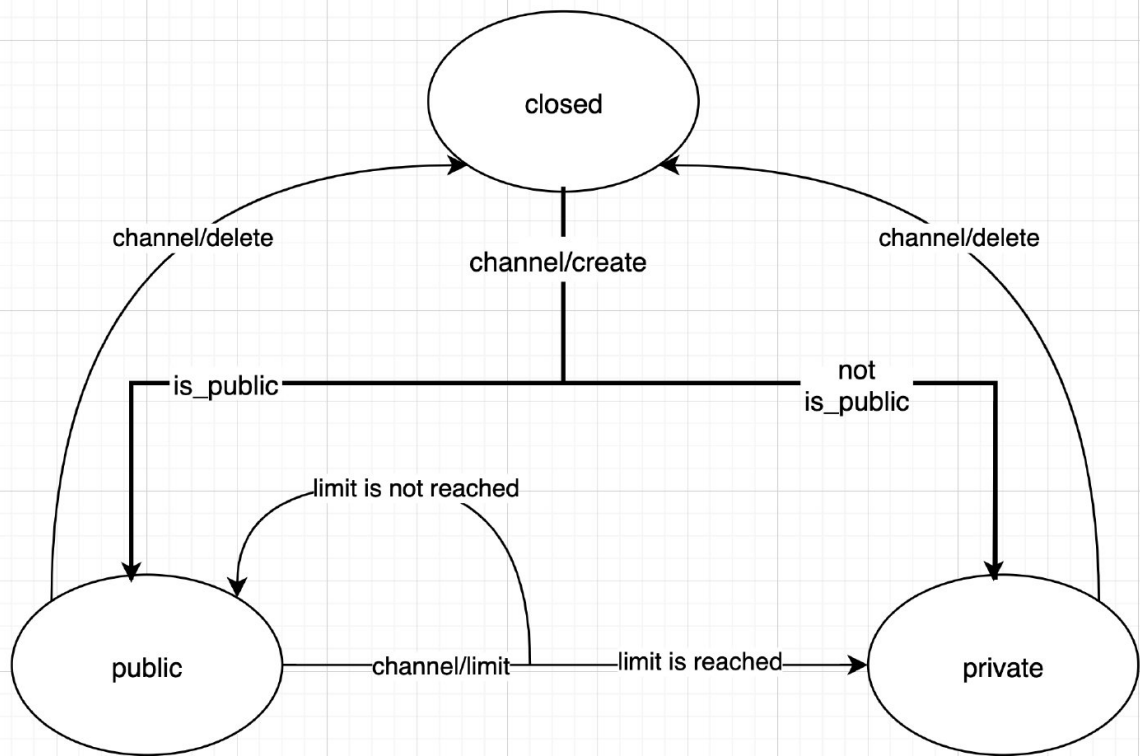 closed
channel/delete
channel/delete
channel/create
is_public
not
is_public
limit is not reached
public
channel/limit
limit is reached
private